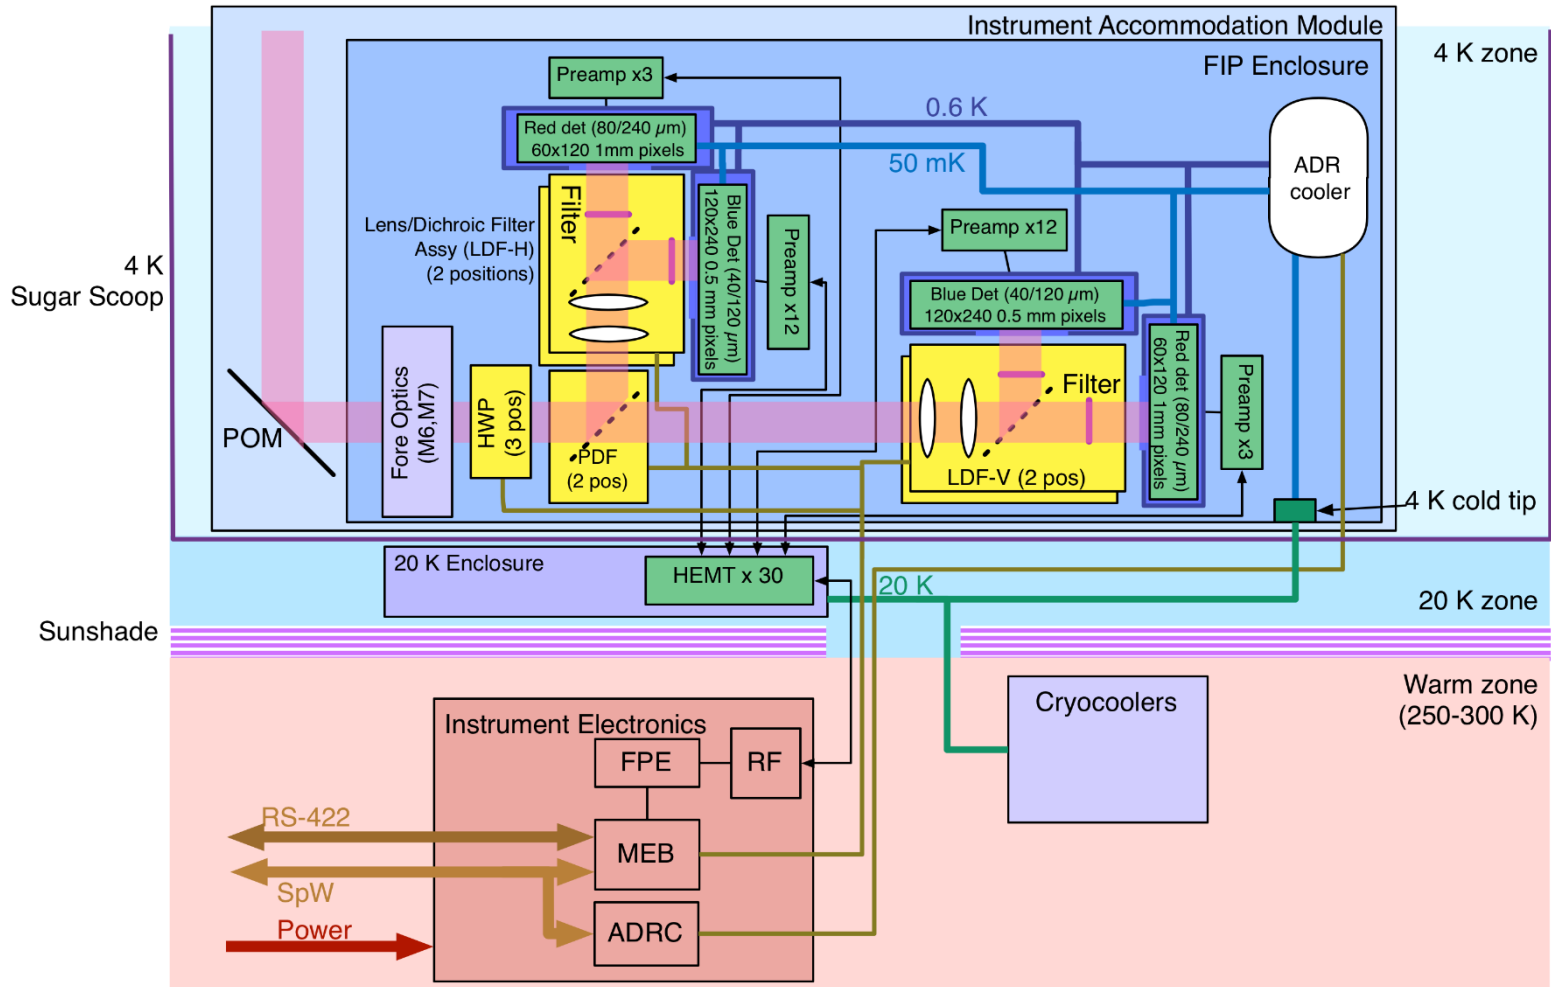 Instrument Accommodation Module
4 K zone
FIP Enclosure
Preamp x3
0.6 K
Red det (80/240 µm)
60x120 1mm pixels
50 mK
ADR
cooler
Filter
Lens/Dichroic Filter
Assy (LDF-H)
(2 positions)
Blue Det (40/120 µm)
120x240 0.5 mm pixels
Preamp x12
Preamp x12
4 K
Sugar Scoop
Blue Det (40/120 µm)
120x240 0.5 mm pixels
Red det (80/240 µm)
60x120 1mm pixels
Preamp x3
Filter
POM
Fore Optics
(M6,M7)
HWP
(3 pos)
PDF
(2 pos)
LDF-V (2 pos)
4 K cold tip
20 K Enclosure
HEMT x 30
20 K
20 K zone
Sunshade
Warm zone
(250-300 K)
Cryocoolers
Instrument Electronics
FPE
RF
RS-422
MEB
SpW
Power
ADRC